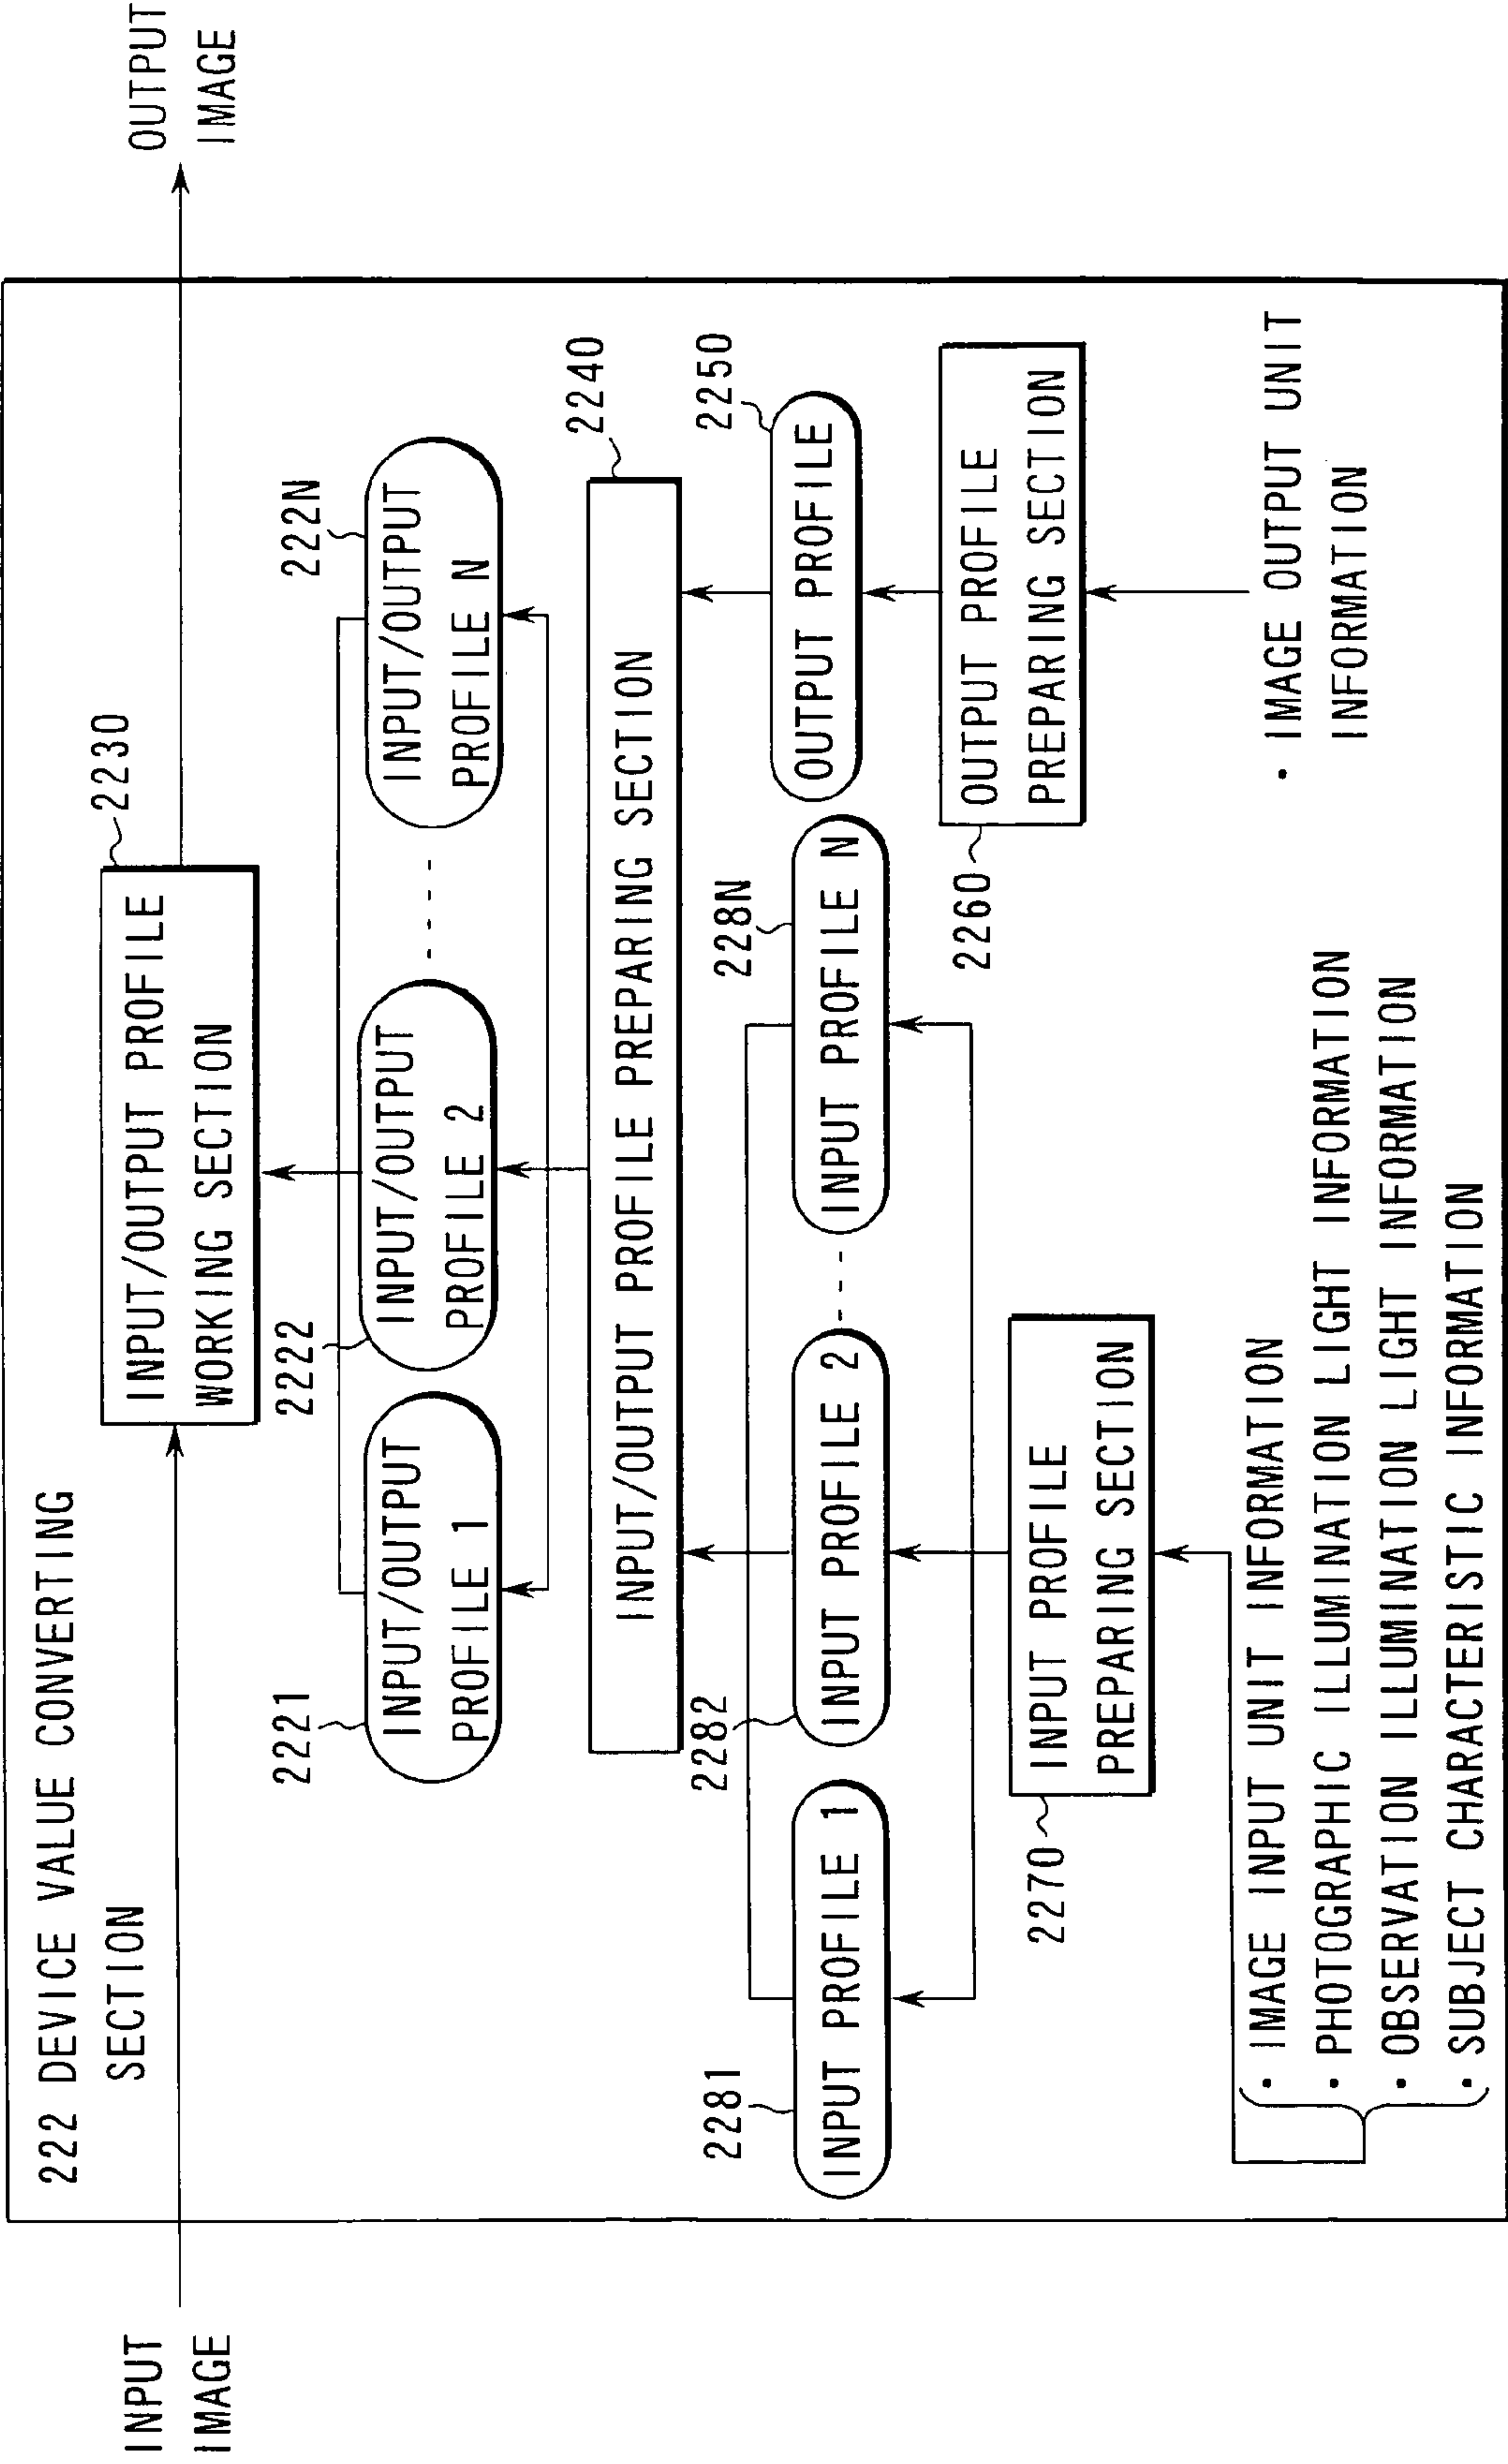 222 DEVICE VALUE CONVERTING
SECTION
INPUT
IMAGE
OUTPUT
IMAGE
2230
INPUT/OUTPUT PROFILE
WORKING SECTION
2221
INPUT/OUTPUT
PROFILE 1
2222
INPUT/OUTPUT
PROFILE 2
222N
INPUT/OUTPUT
PROFILE N
2240
INPUT/OUTPUT PROFILE PREPARING SECTION
2281
INPUT PROFILE 1
2282
INPUT PROFILE 2
228N
INPUT PROFILE N
2250
OUTPUT PROFILE
2270
INPUT PROFILE
PREPARING SECTION
2260
OUTPUT PROFILE
PREPARING SECTION
• IMAGE INPUT UNIT INFORMATION
• PHOTOGRAPHIC ILLUMINATION LIGHT INFORMATION
• OBSERVATION ILLUMINATION LIGHT INFORMATION
• SUBJECT CHARACTERISTIC INFORMATION
• IMAGE OUTPUT UNIT
INFORMATION